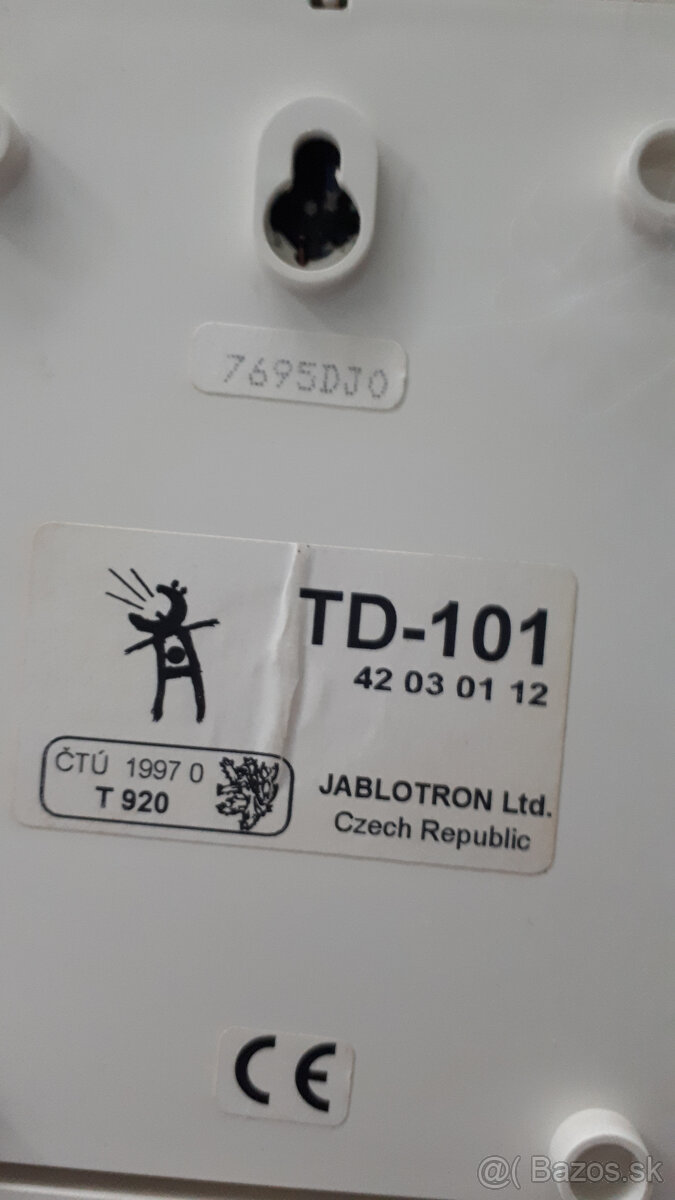 7695DJ0
TD-101
42 03 01 12
ČTÚ 1997 0
T 920
JABLOTRON Ltd.
Czech Republic
CE
@( Bazos.sk